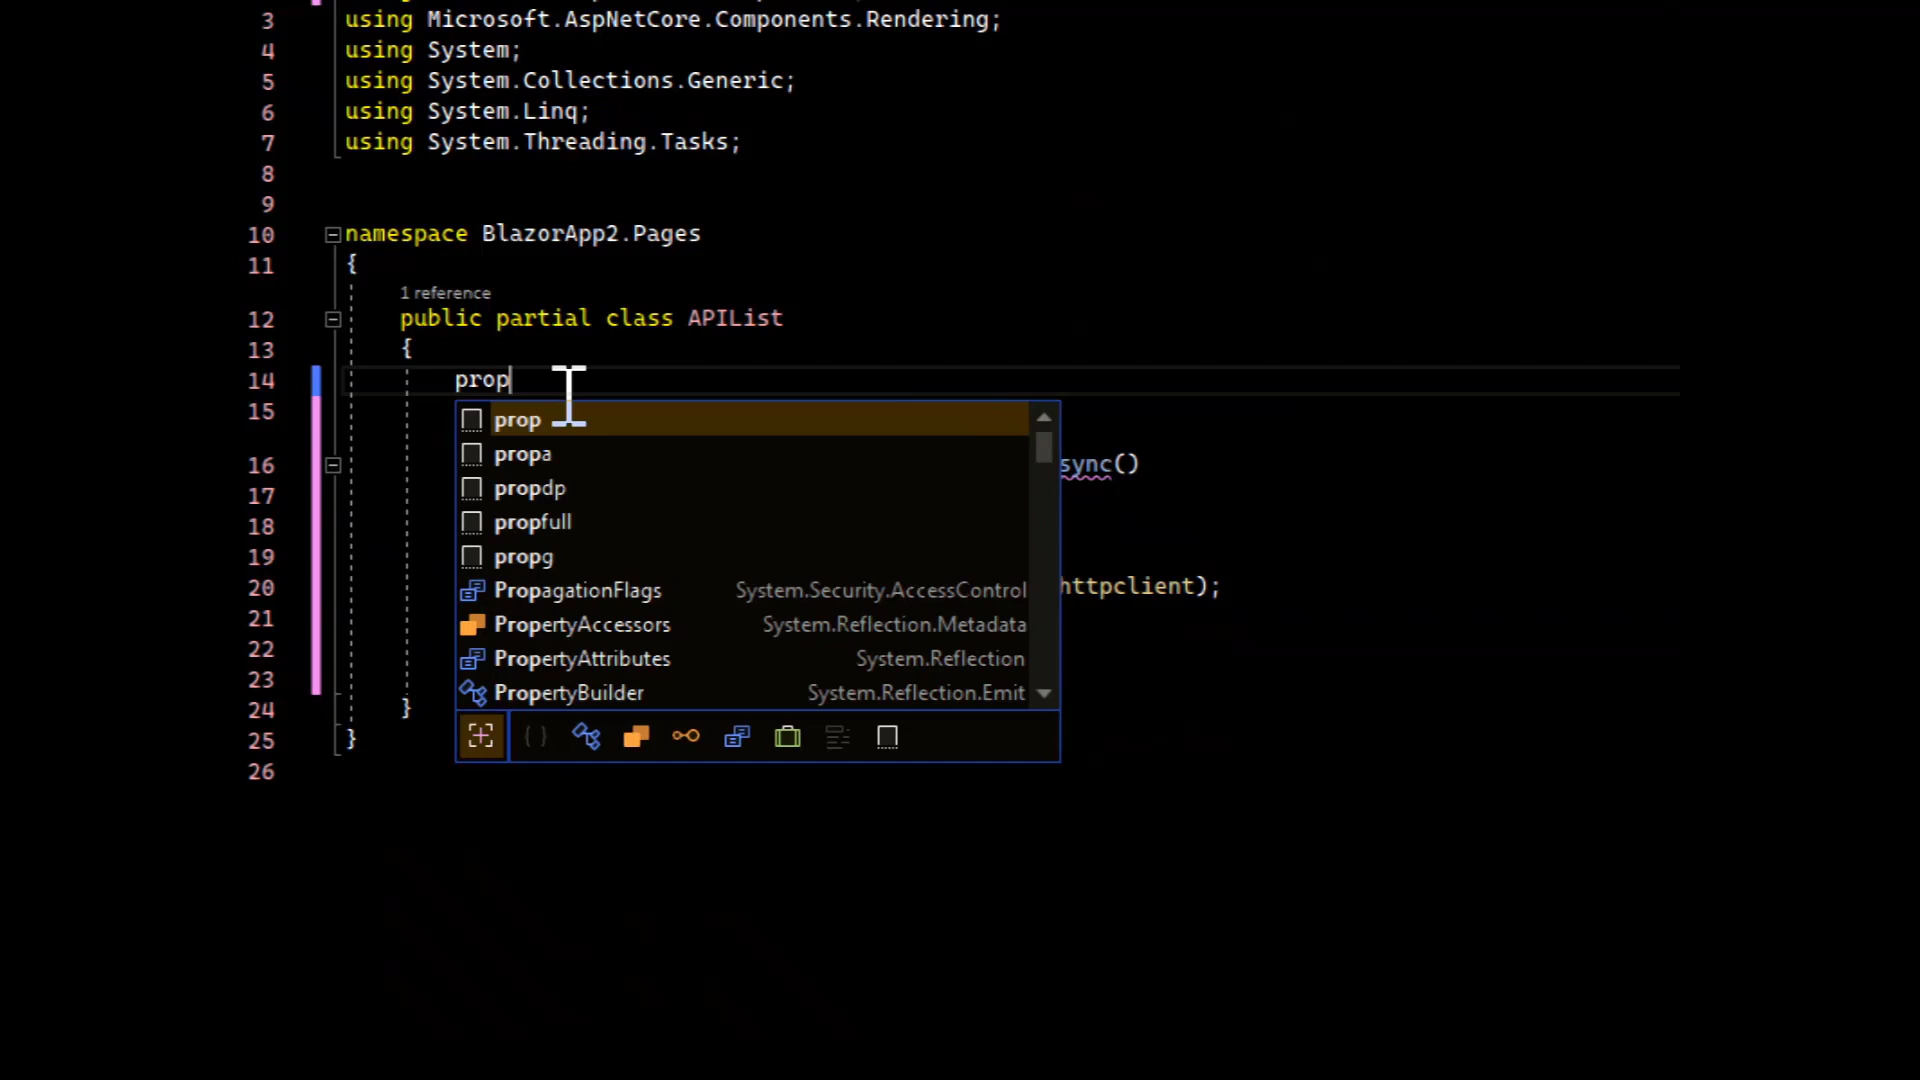 3 using Microsoft.AspNetCore.Components.Rendering;
4 using System;
5 using System.Collections.Generic;
6 using System.Linq;
7 using System.Threading.Tasks;
8
9
10 namespace BlazorApp2.Pages
11 {
1 reference
12 public partial class APIList
13 {
14 prop
15
prop
propa
16 sync()
propdp
17
propfull
18
propg
19
PropagationFlags System.Security.AccessControl
20 httpclient);
PropertyAccessors System.Reflection.Metadata
21
PropertyAttributes System.Reflection
22
PropertyBuilder System.Reflection.Emit
23
24 }
25 }
26